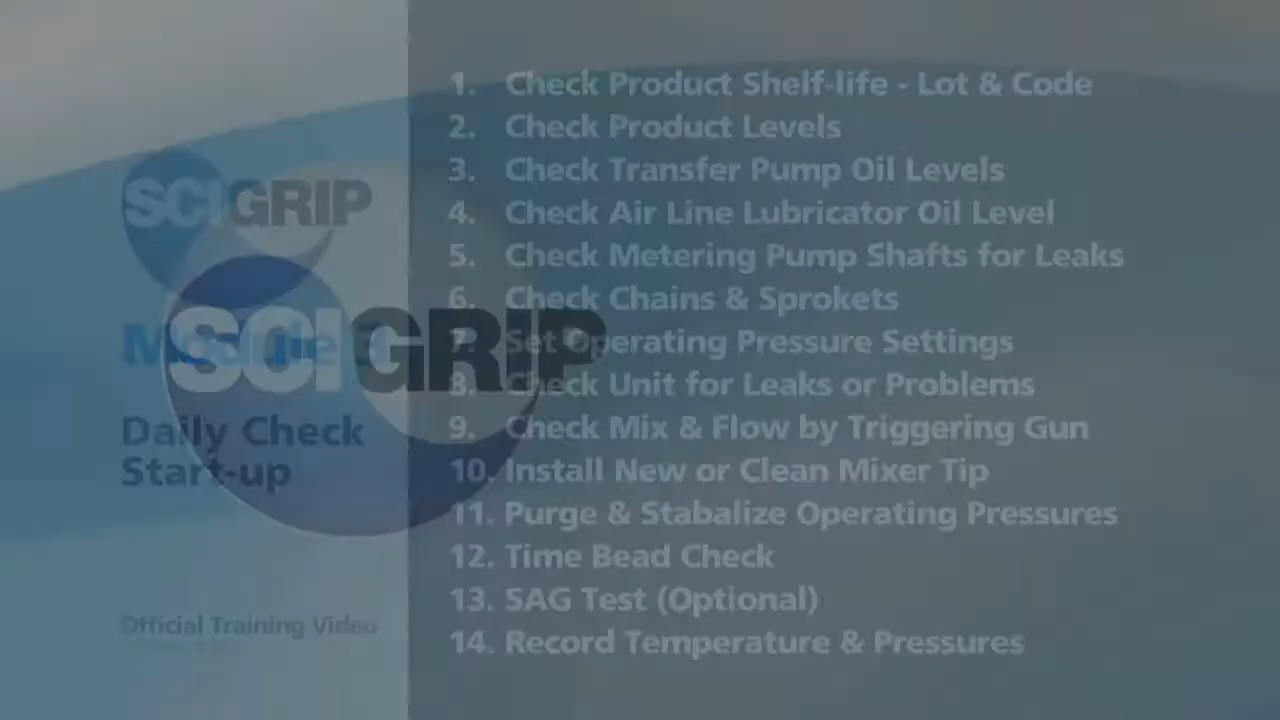 SCIGRIP
SCIGRIP
Module 3
Daily Check
Start-up
Official Training Video
1. Check Product Shelf-life - Lot & Code
2. Check Product Levels
3. Check Transfer Pump Oil Levels
4. Check Air Line Lubricator Oil Level
5. Check Metering Pump Shafts for Leaks
6. Check Chains & Sprokets
7. Set Operating Pressure Settings
8. Check Unit for Leaks or Problems
9. Check Mix & Flow by Triggering Gun
10. Install New or Clean Mixer Tip
11. Purge & Stabalize Operating Pressures
12. Time Bead Check
13. SAG Test (Optional)
14. Record Temperature & Pressures